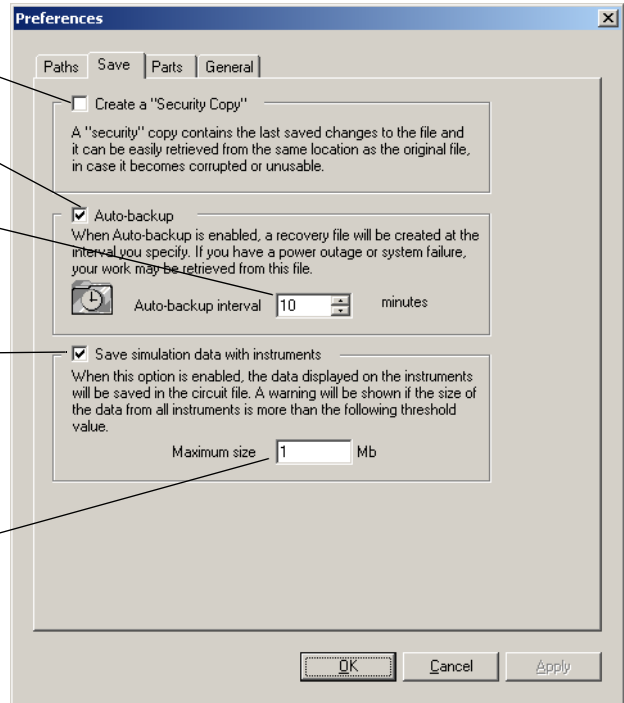 Preferences
Paths Save Parts General
Create a "Security Copy"
A "security" copy contains the last saved changes to the file and
it can be easily retrieved from the same location as the original file,
in case it becomes corrupted or unusable.
Auto-backup
When Auto-backup is enabled, a recovery file will be created at the
interval you specify. If you have a power outage or system failure,
your work may be retrieved from this file.
Auto-backup interval 10 minutes
Save simulation data with instruments
When this option is enabled, the data displayed on the instruments
will be saved in the circuit file. A warning will be shown if the size of
the data from all instruments is more than the following threshold
value.
Maximum size 1 Mb
OK Cancel Apply